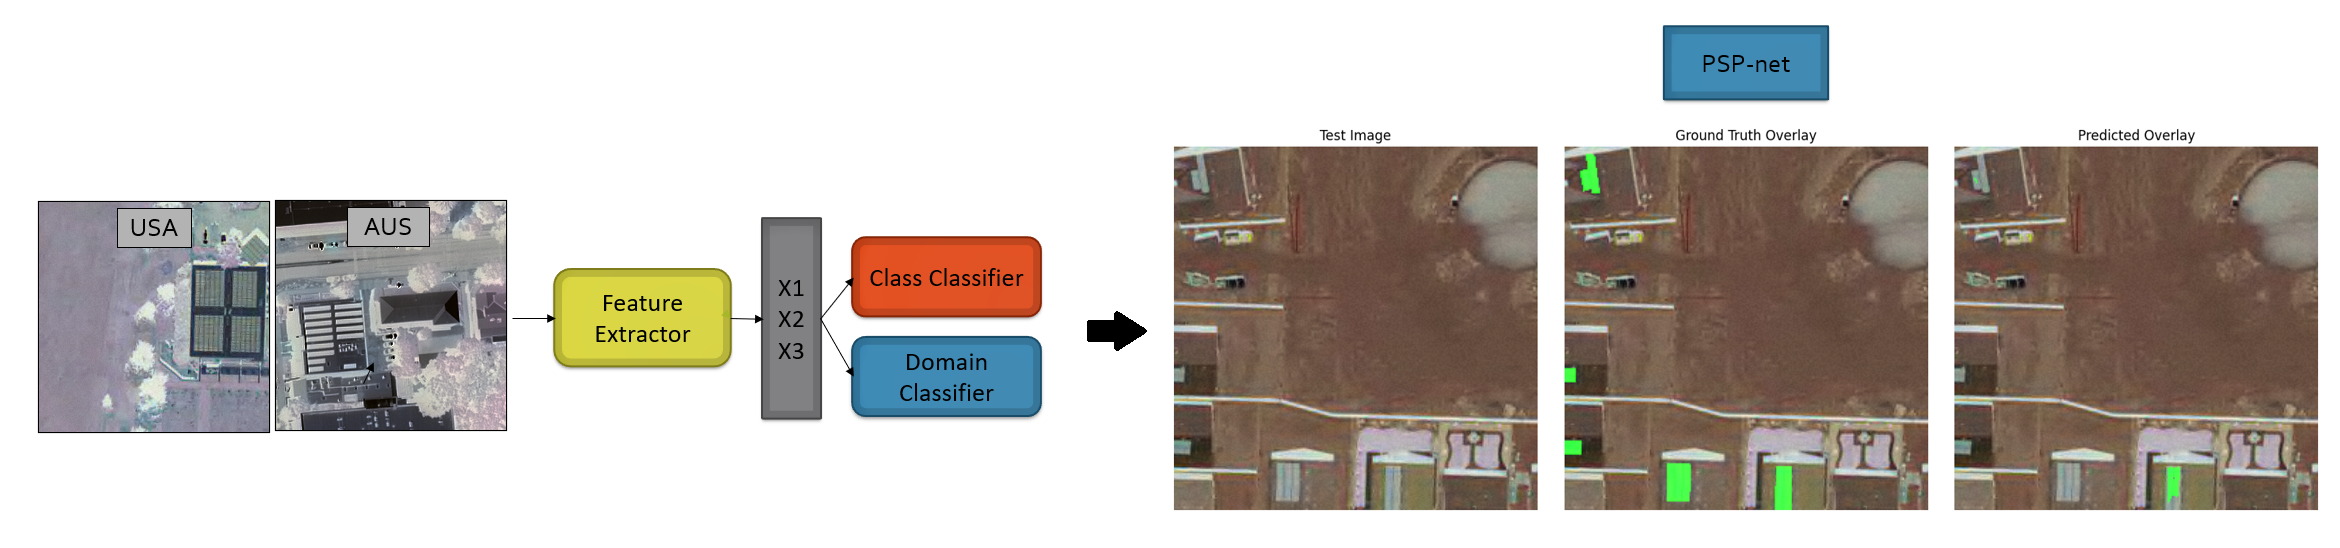 PSP-net
Test Image
Ground Truth Overlay
Predicted Overlay
USA
AUS
Feature
Extractor
X1
X2
X3
Class Classifier
Domain
Classifier